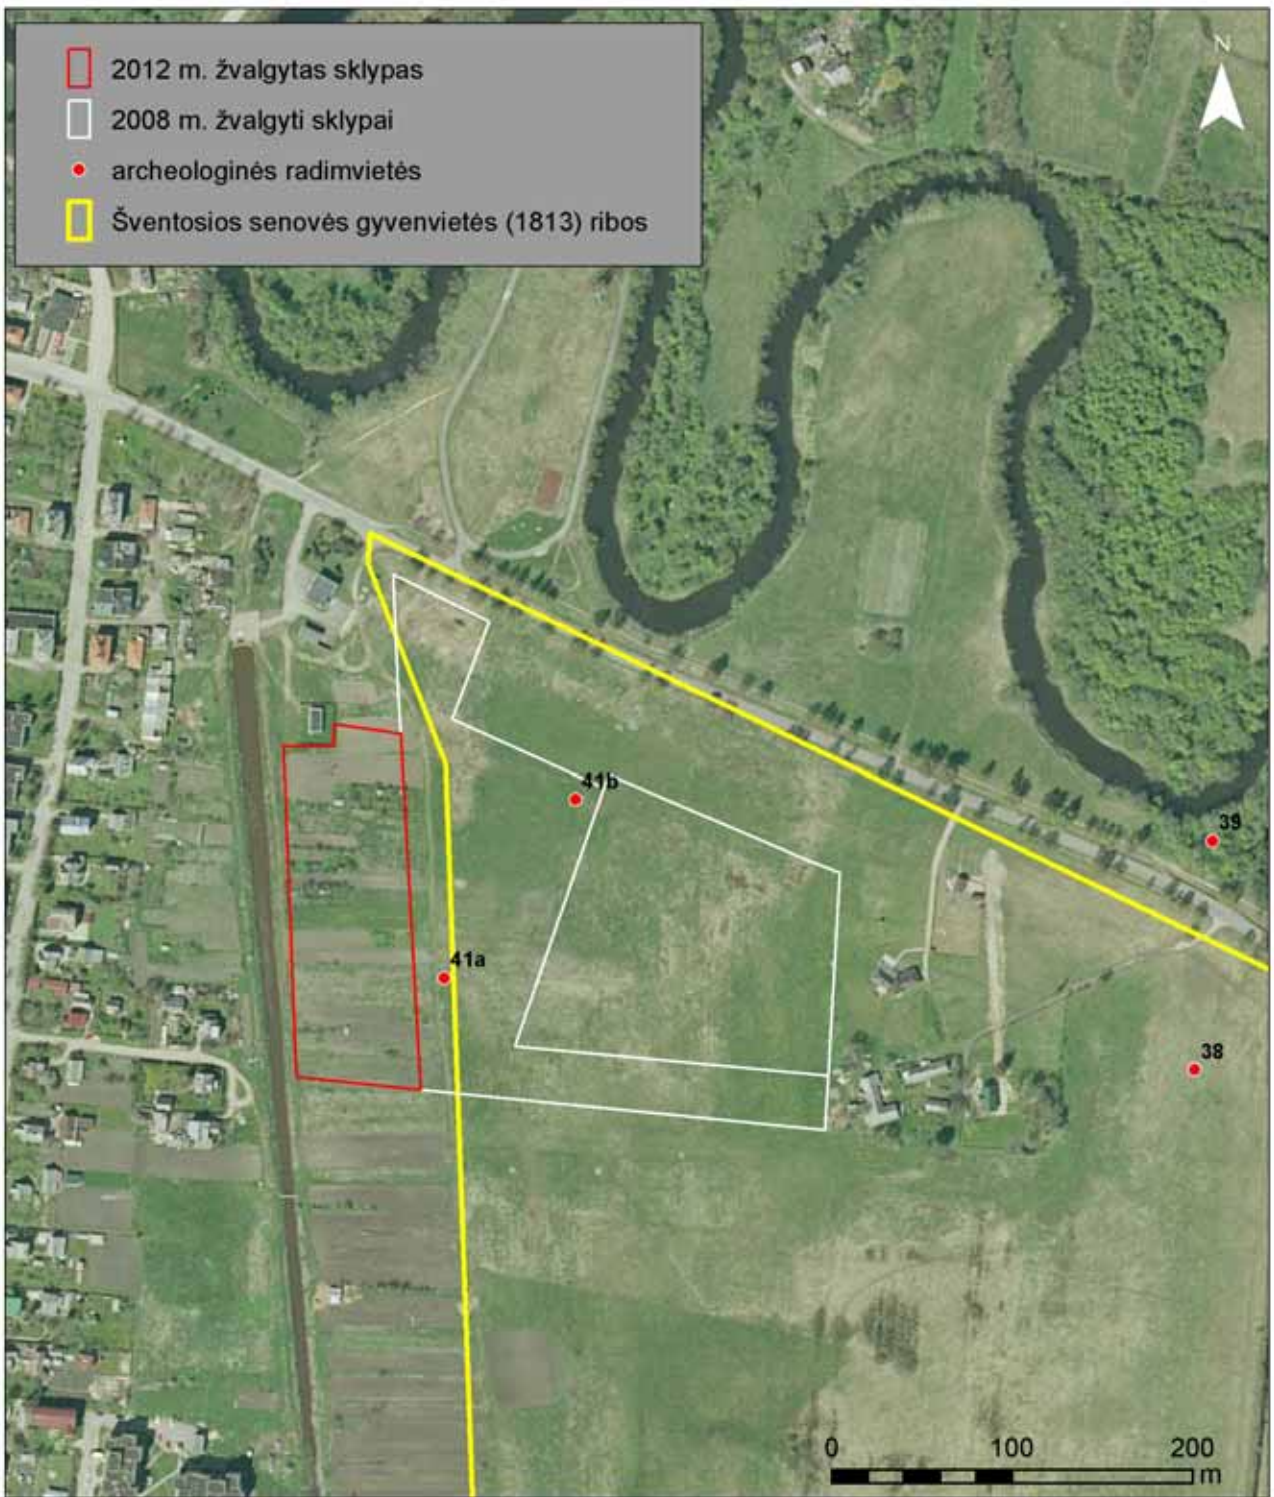 2012 m. žvalgytas sklypas
2008 m. žvalgyti sklypai
archeologinės radimvietės
Šventosios senovės gyvenvietės (1813) ribos
N
41b
39
41a
38
0 100 200
m